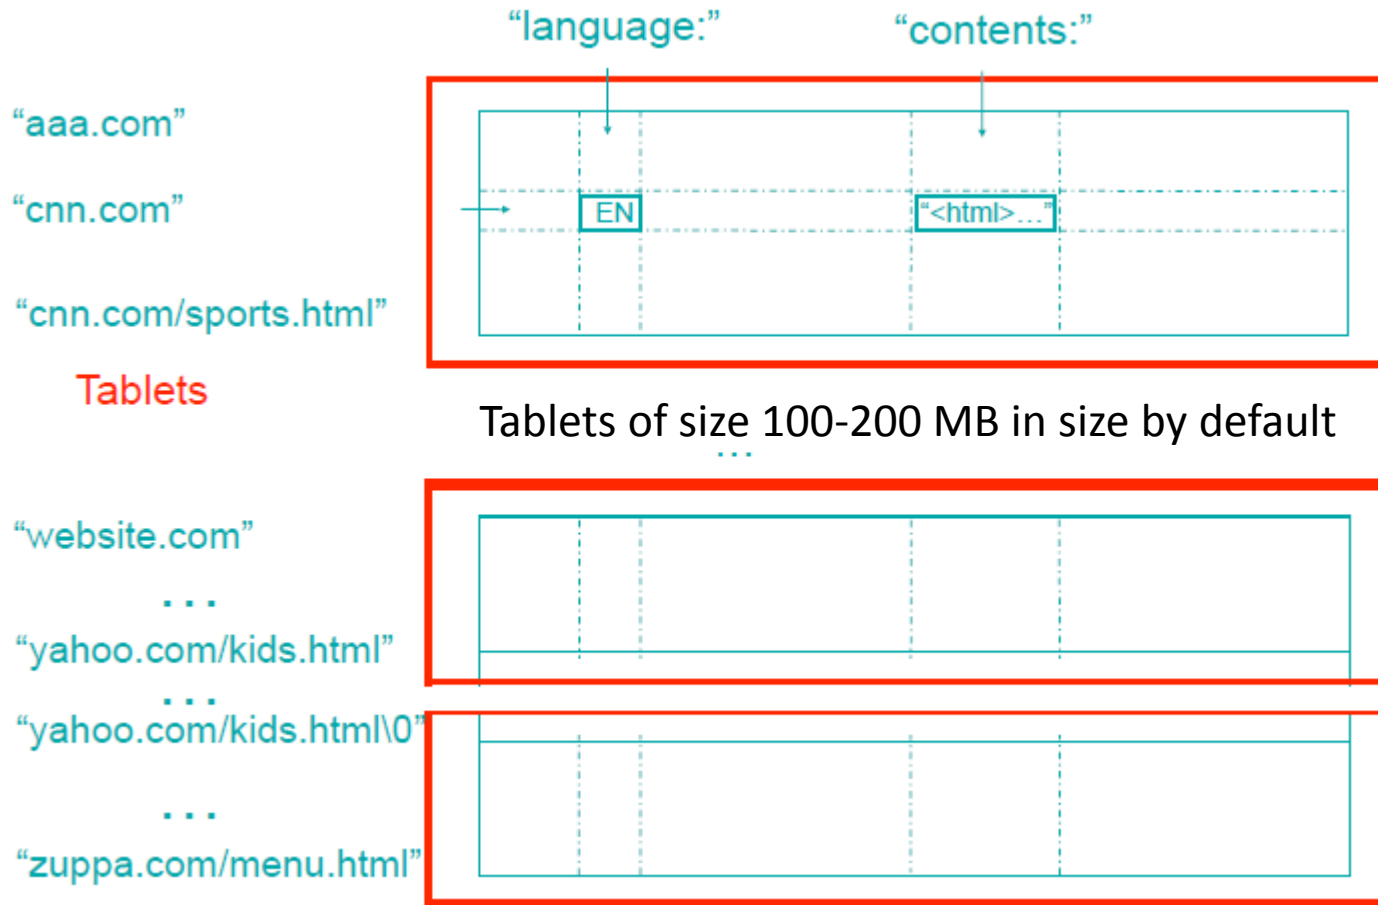 “language:” “contents:”
“aaa.com”
“cnn.com” EN “<html>…”
“cnn.com/sports.html”
Tablets
Tablets of size 100-200 MB in size by default
...
“website.com”
...
“yahoo.com/kids.html”
...
“yahoo.com/kids.html\0”
...
“zuppa.com/menu.html”